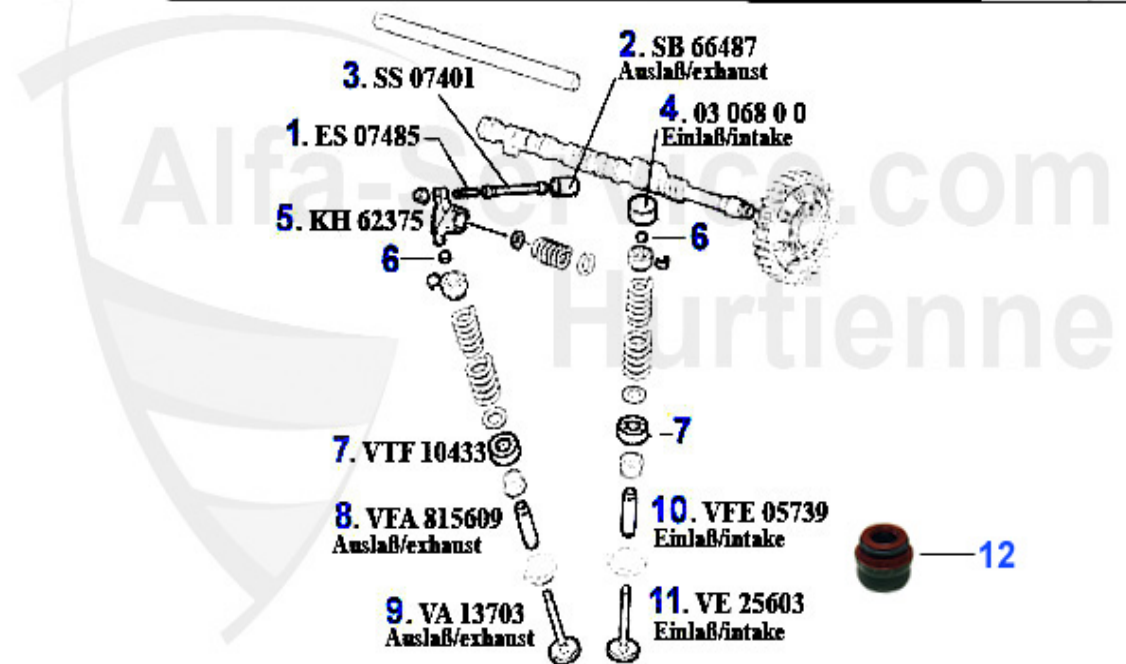 2. SB 66487
Auslaß/exhaust
3. SS 07401
4. 03 068 0 0
Einlaß/intake
1. ES 07485
Alfa-Service.com
5. KH 62375
6
6
Hurtienne
7. VTF 10433
7
8. VFA 815609
Auslaß/exhaust
10. VFE 05739
Einlaß/intake
12
9. VA 13703
Auslaß/exhaust
11. VE 25603
Einlaß/intake